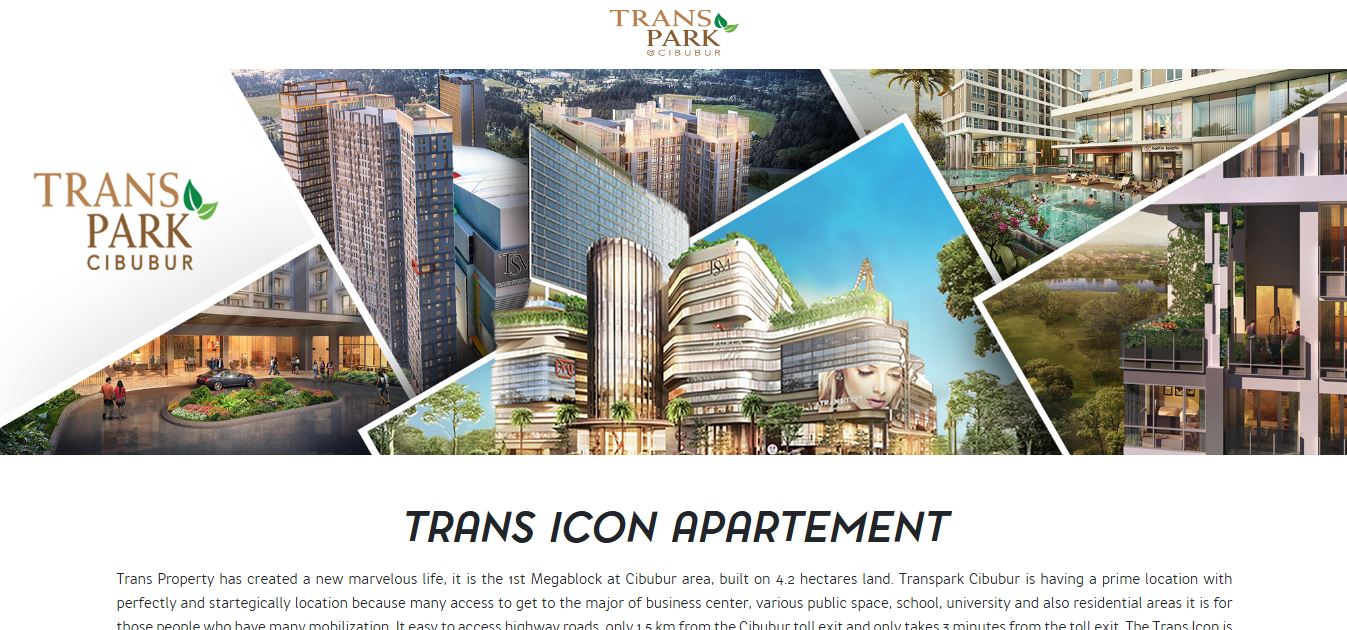 TRANS
PARK
@CIBUBUR
TRANS
PARK
CIBUBUR
TSM
TSM
TRANSmart
TRANS ICON APARTEMENT
Trans Property has created a new marvelous life, it is the 1st Megablock at Cibubur area, built on 4.2 hectares land. Transpark Cibubur is having a prime location with
perfectly and startegically location because many access to get to the major of business center, various public space, school, university and also residential areas it is for
those people who have many mobilization. It easy to access highway roads, only 1.5 km from the Cibubur toll exit and only takes 3 minutes from the toll exit. The Trans Icon is